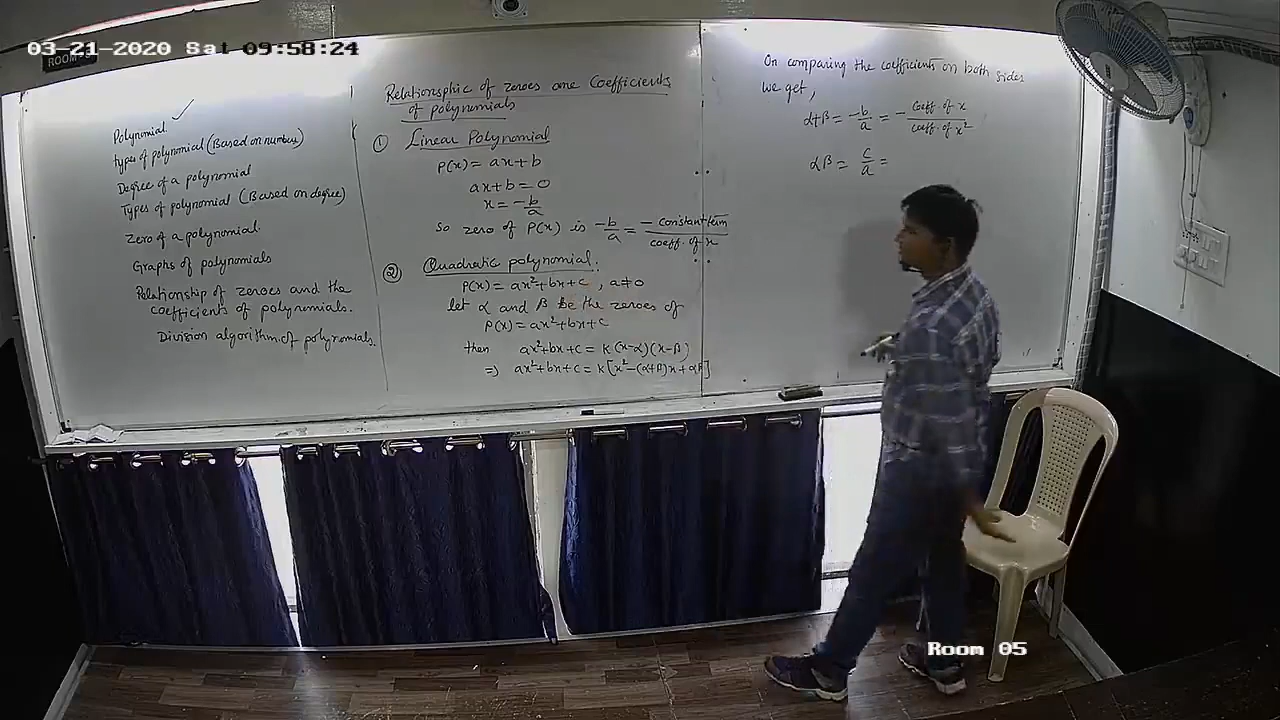 03-21-2020 Sat 09:58:24
ROOM
Polynomial ✓
Types of polynomial (Based on number)
Degree of a polynomial
Types of polynomial (Based on degree)
Zero of a polynomial.
Graphs of polynomials
Relationship of zeroes and the
coefficients of polynomials.
Division algorithm of polynomials.
Relationsphic of zeroes one Coefficients
of polynomials
① Linear Polynomial
P(x) = ax+b
ax+b = 0
x = -b/a
so zero of P(x) is -b/a = -constant term/coeff. of x
② Quadratic polynomial.
P(x) = ax²+bx+c , a≠0
let α and β be the zeroes of
P(x) = ax²+bx+c
then ax²+bx+c = K(x-α)(x-β)
=> ax²+bx+c = K[x²-(α+β)x+αβ]
On comparing the coefficients on both sides
we get,
α+β = -b/a = - coeff. of x/coeff. of x²
αβ = c/a =
Room 05